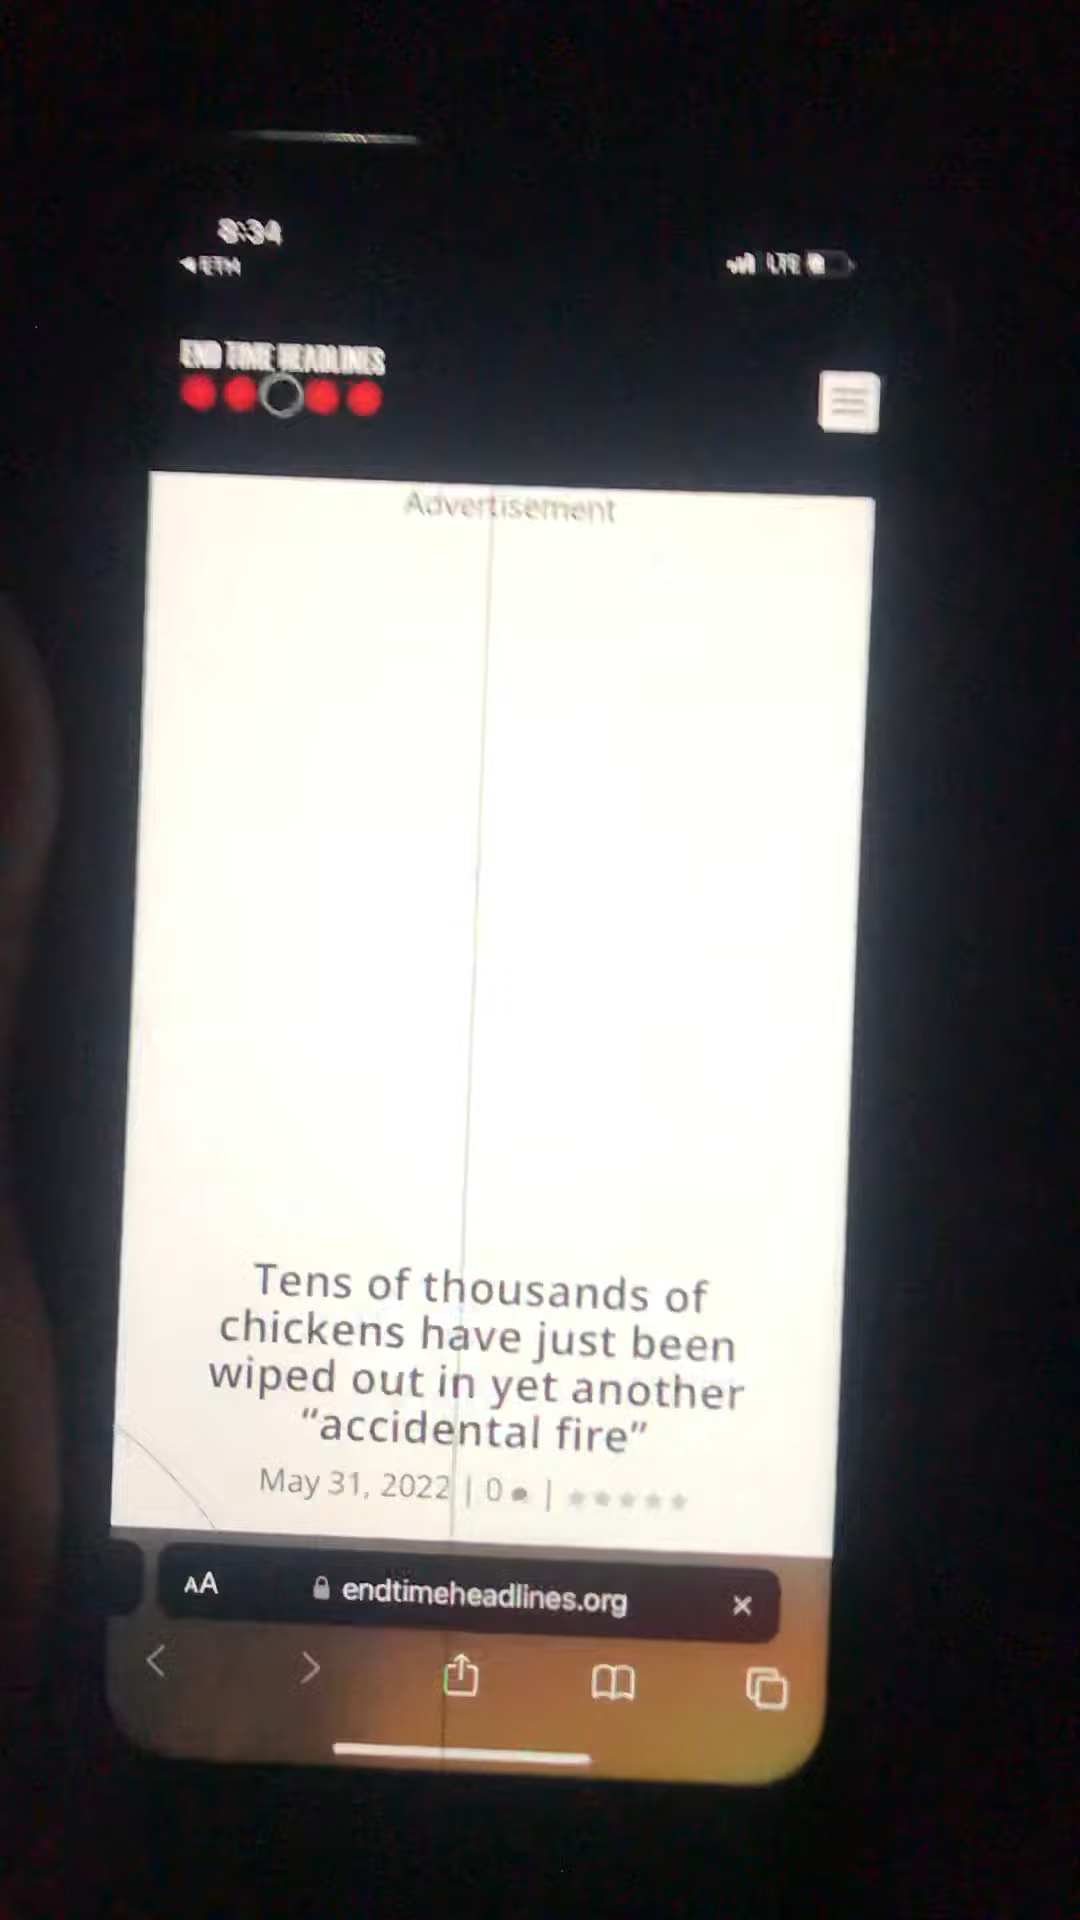 8:34
◀ ETH
LTE
END TIME HEADLINES
Advertisement
Tens of thousands of
chickens have just been
wiped out in yet another
“accidental fire”
May 31, 2022 | 0 |
AA
endtimeheadlines.org